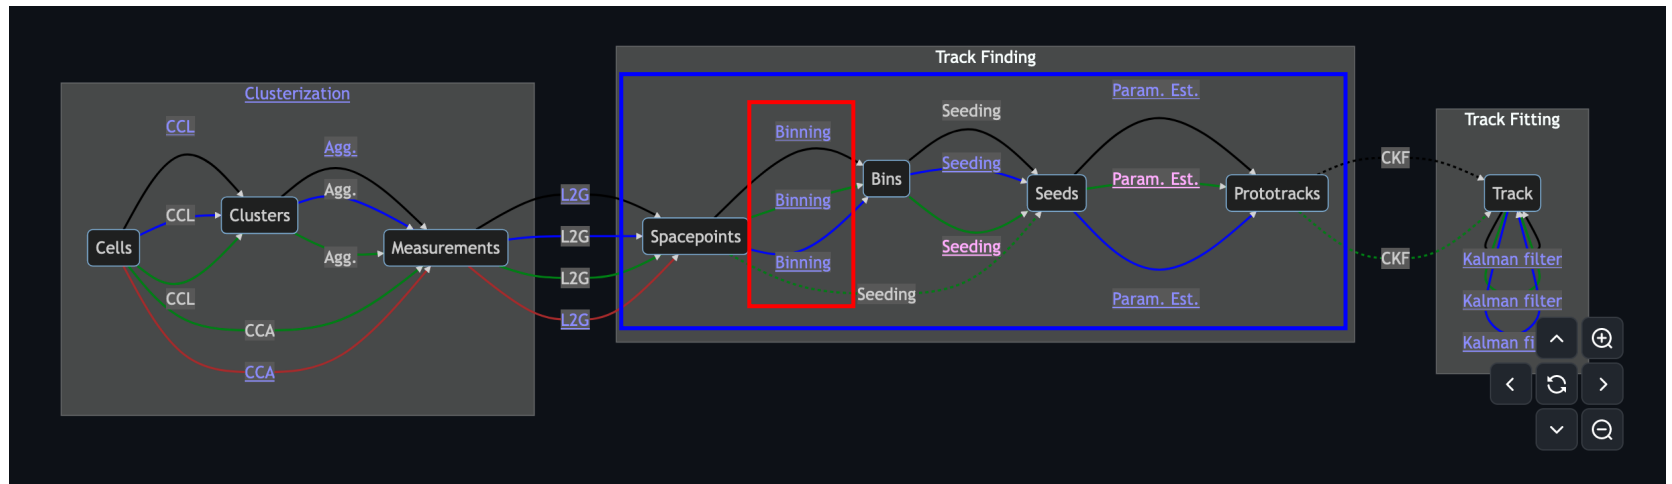 Track Finding
Clusterization
Param. Est.
Track Fitting
CCL
Binning
Seeding
Agg.
CKF
Seeding
Agg.
L2G
Binning
Bins
Param. Est.
Seeds
Prototracks
Track
CCL
Clusters
Cells
Measurements
L2G
Spacepoints
Seeding
Agg.
L2G
Binning
CKF
Kalman filter
CCL
Seeding
Param. Est.
Kalman filter
CCA
L2G
Kalman fi
CCA